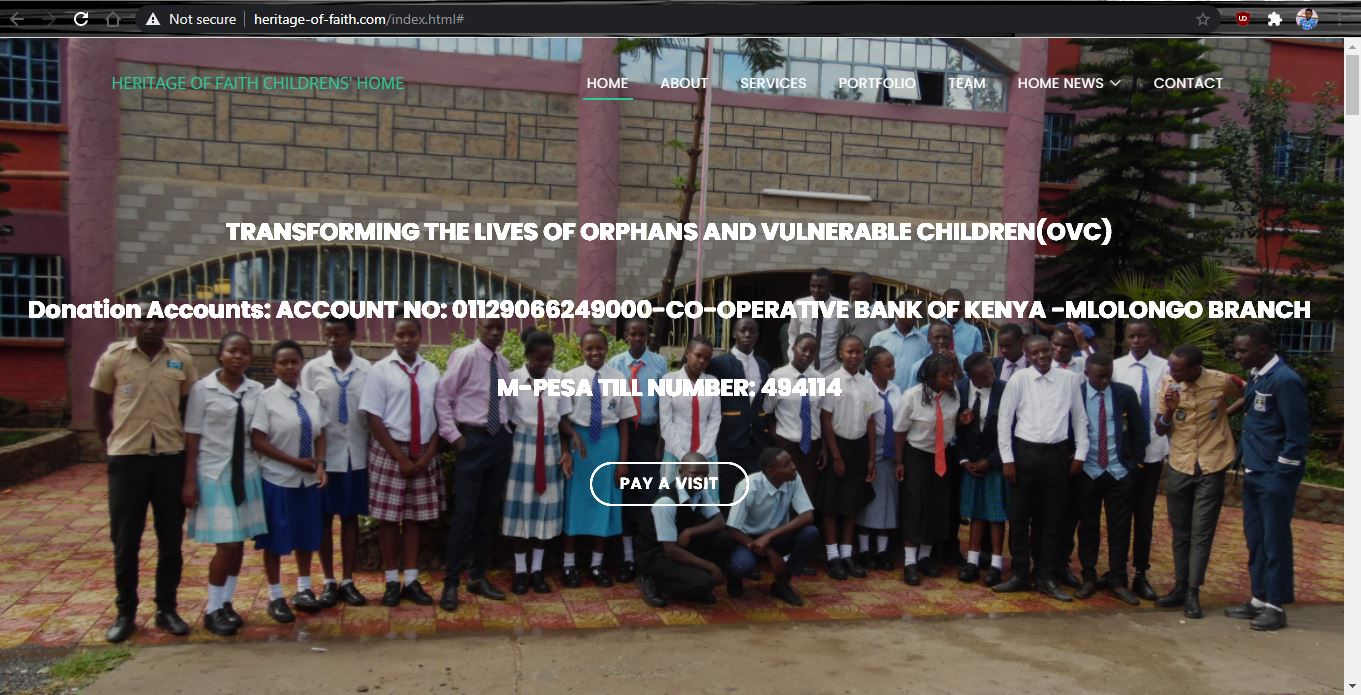 Not secure
heritage-of-faith.com/index.html#
HERITAGE OF FAITH CHILDRENS' HOME
HOME ABOUT SERVICES PORTFOLIO TEAM HOME NEWS CONTACT
TRANSFORMING THE LIVES OF ORPHANS AND VULNERABLE CHILDREN(OVC)
Donation Accounts: ACCOUNT NO: 01129066249000-CO-OPERATIVE BANK OF KENYA -MLOLONGO BRANCH
M-PESA TILL NUMBER: 494114
PAY A VISIT